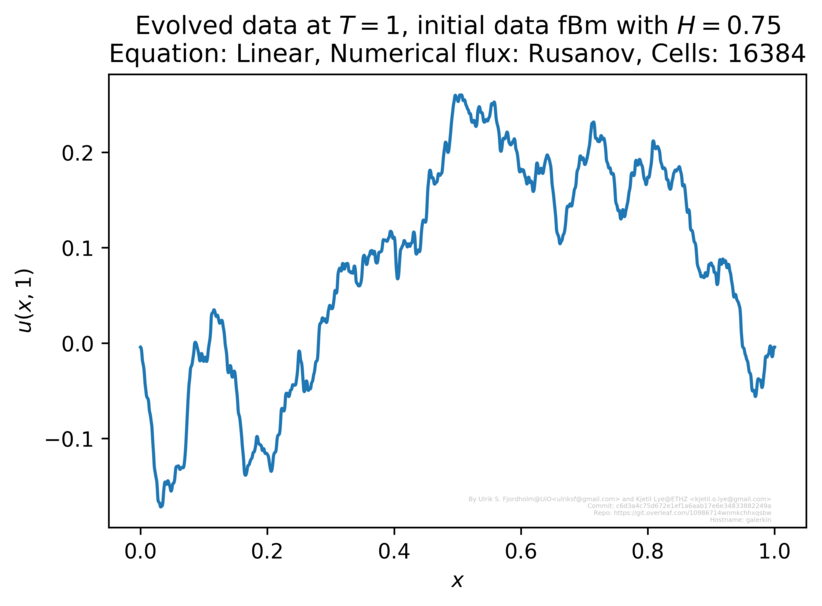 Evolved data at T = 1, initial data fBm with H = 0.75
Equation: Linear, Numerical flux: Rusanov, Cells: 16384
0.2
0.1
0.0
−0.1
u(x, 1)
By Ulrik S. Fjordholm@UiO<ulriksf@gmail.com> and Kjetil Lye@ETHZ <kjetil.o.lye@gmail.com>
Commit:
Repo:
Hostname: galerkin
0.0 0.2 0.4 0.6 0.8 1.0
x